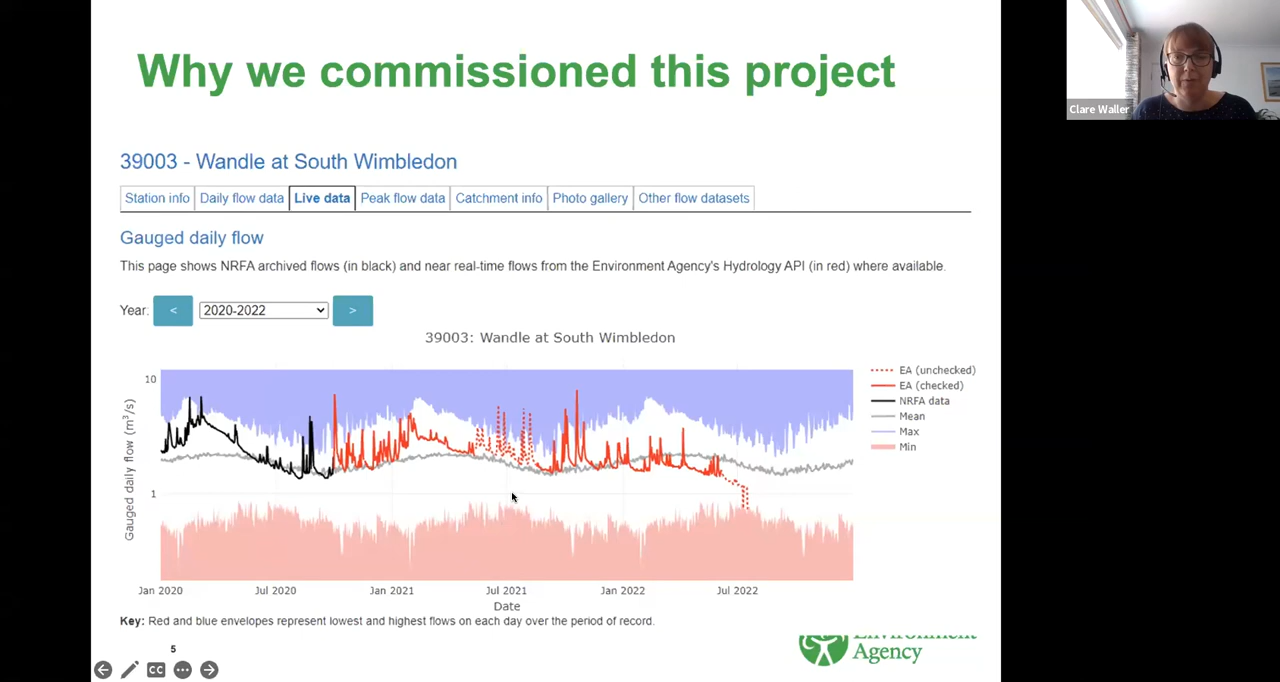 Why we commissioned this project
Clare Waller
39003 - Wandle at South Wimbledon
Station info Daily flow data Live data Peak flow data Catchment info Photo gallery Other flow datasets
Gauged daily flow
This page shows NRFA archived flows (in black) and near real-time flows from the Environment Agency's Hydrology API (in red) where available.
Year: < 2020-2022 >
39003: Wandle at South Wimbledon
10
1
Gauged daily flow (m³/s)
EA (unchecked)
EA (checked)
NRFA data
Mean
Max
Min
Jan 2020 Jul 2020 Jan 2021 Jul 2021 Jan 2022 Jul 2022
Date
Key: Red and blue envelopes represent lowest and highest flows on each day over the period of record.
5
Environment
Agency
CC